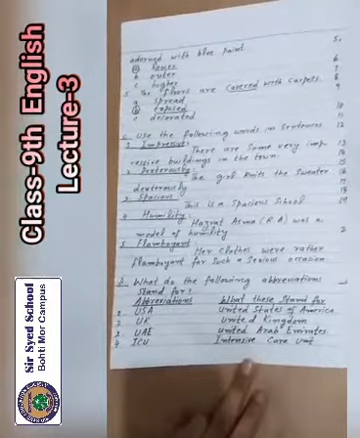 Class-9th English
Lecture-3
Sir Syed School
Bohti Mor Campus
adorned with blue paint
b outer
c higher
5. The floors are covered with carpets.
a spread
b exposed
c decorated
C. Use the following words in Sentences
1 Impressive:
There are Some very imp
ressive buildings in the town.
2 Dexterously
The girl knits the Sweater
dexterously
3 Spacious
This is a Spacious School
4 Humility:
Hazrat Asma (R.A) was a
model of humility
5 Flamboyant
Her Clothes were rather
flamboyant for Such a Serious occasion
What do the following abbreviations
Stand for:
Abbreviations What these Stand for
1 USA United States of America
2 UK United Kingdom
3 UAE United Arab Emirates
4 ICU Intensive Care Unit